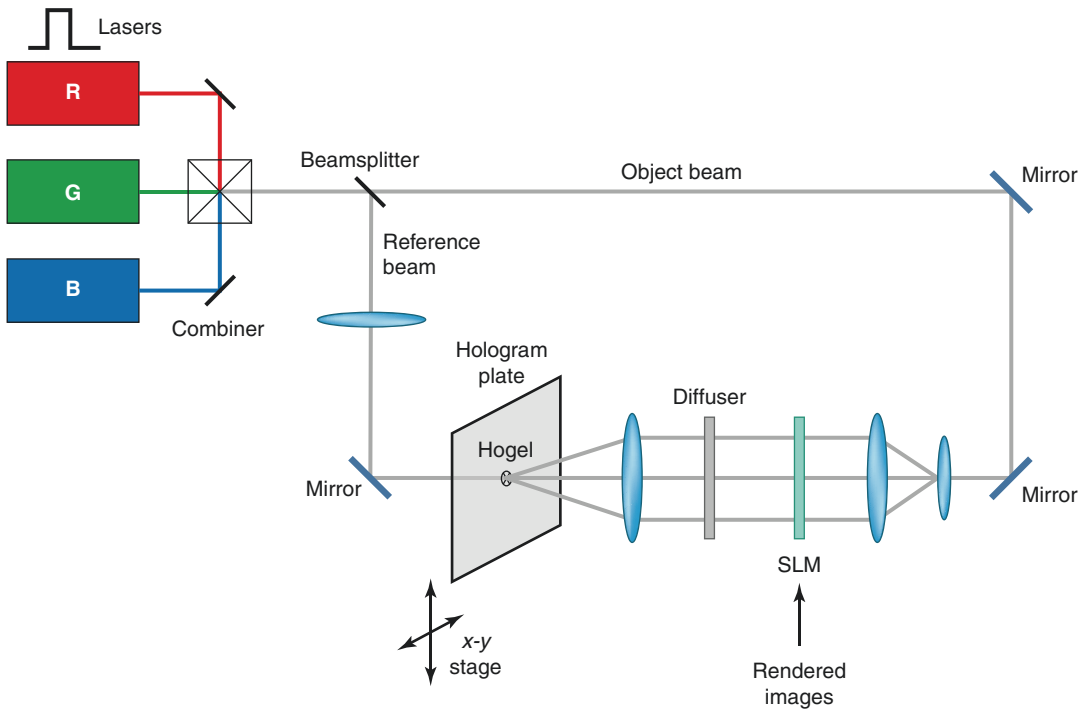 Lasers
R
G
B
Combiner
Beamsplitter
Object beam
Mirror
Reference
beam
Hologram
plate
Hogel
Diffuser
Mirror
Mirror
SLM
x-y
stage
Rendered
images